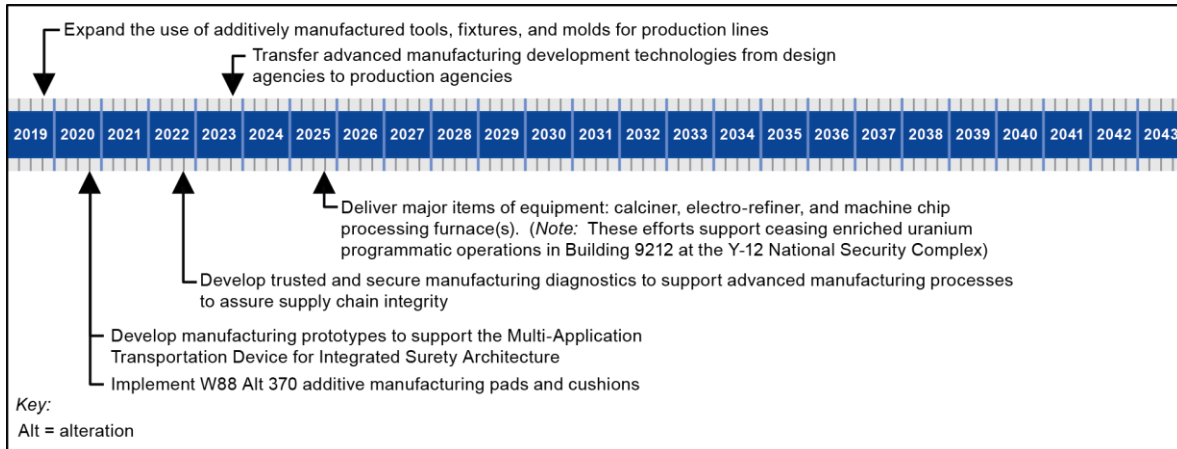 Expand the use of additively manufactured tools, fixtures, and molds for production lines
Transfer advanced manufacturing development technologies from design
agencies to production agencies
2019 2020 2021 2022 2023 2024 2025 2026 2027 2028 2029 2030 2031 2032 2033 2034 2035 2036 2037 2038 2039 2040 2041 2042 2043
Deliver major items of equipment: calciner, electro-refiner, and machine chip
processing furnace(s). (Note: These efforts support ceasing enriched uranium
programmatic operations in Building 9212 at the Y-12 National Security Complex)
Develop trusted and secure manufacturing diagnostics to support advanced manufacturing processes
to assure supply chain integrity
Develop manufacturing prototypes to support the Multi-Application
Transportation Device for Integrated Surety Architecture
Implement W88 Alt 370 additive manufacturing pads and cushions
Key:
Alt = alteration